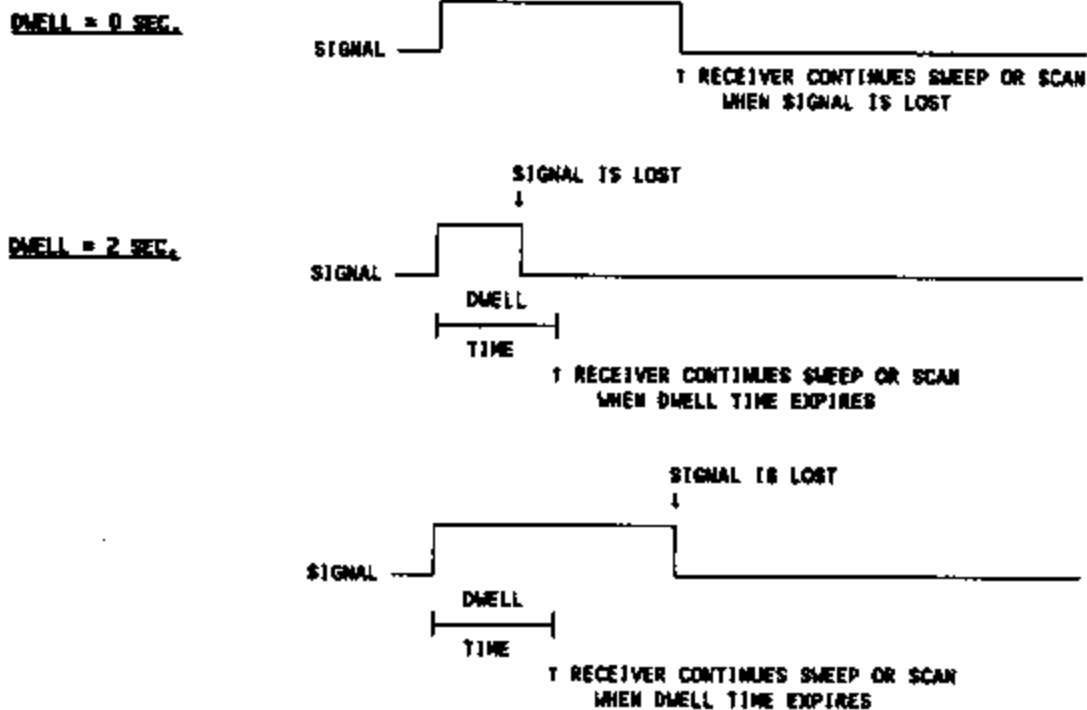 DWELL = 0 SEC.
SIGNAL
↑ RECEIVER CONTINUES SWEEP OR SCAN
WHEN SIGNAL IS LOST
SIGNAL IS LOST
↓
DWELL = 2 SEC.
SIGNAL
DWELL
TIME
↑ RECEIVER CONTINUES SWEEP OR SCAN
WHEN DWELL TIME EXPIRES
SIGNAL IS LOST
↓
SIGNAL
DWELL
TIME
↑ RECEIVER CONTINUES SWEEP OR SCAN
WHEN DWELL TIME EXPIRES